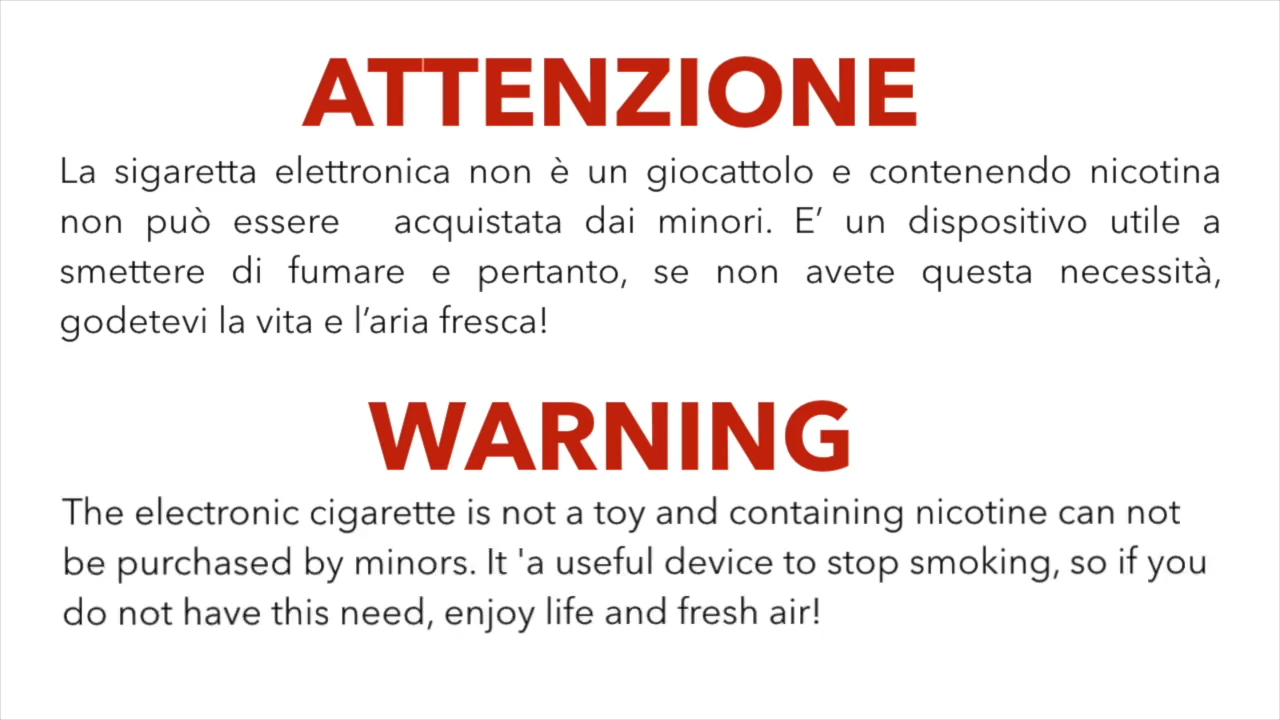 ATTENZIONE
La sigaretta elettronica non è un giocattolo e contenendo nicotina
non può essere acquistata dai minori. E’ un dispositivo utile a
smettere di fumare e pertanto, se non avete questa necessità,
godetevi la vita e l’aria fresca!
WARNING
The electronic cigarette is not a toy and containing nicotine can not
be purchased by minors. It 'a useful device to stop smoking, so if you
do not have this need, enjoy life and fresh air!